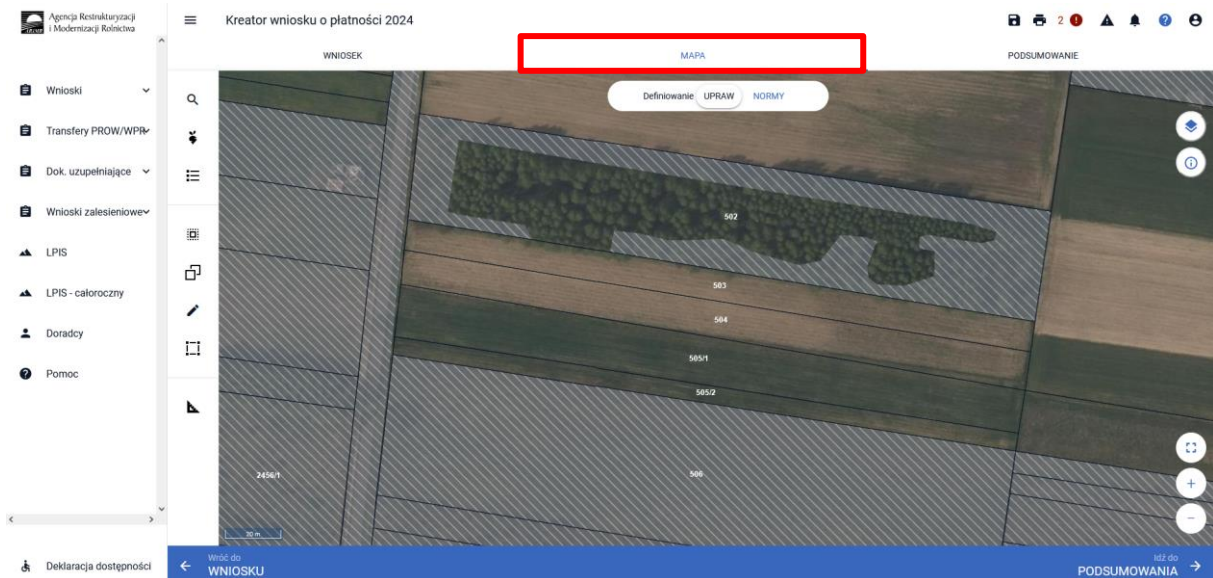 Agencja Restrukturyzacji
i Modernizacji Rolnictwa
Kreator wniosku o płatności 2024
2
WNIOSEK
MAPA
PODSUMOWANIE
Wnioski
Transfery PROW/WPR
Dok. uzupełniające
Wnioski zalesieniowe
LPIS
LPIS - całoroczny
Doradcy
Pomoc
Deklaracja dostępności
Definiowanie UPRAW NORMY
502
503
504
505/1
505/2
506
2456/1
20 m
Wróć do
WNIOSKU
Idź do
PODSUMOWANIA